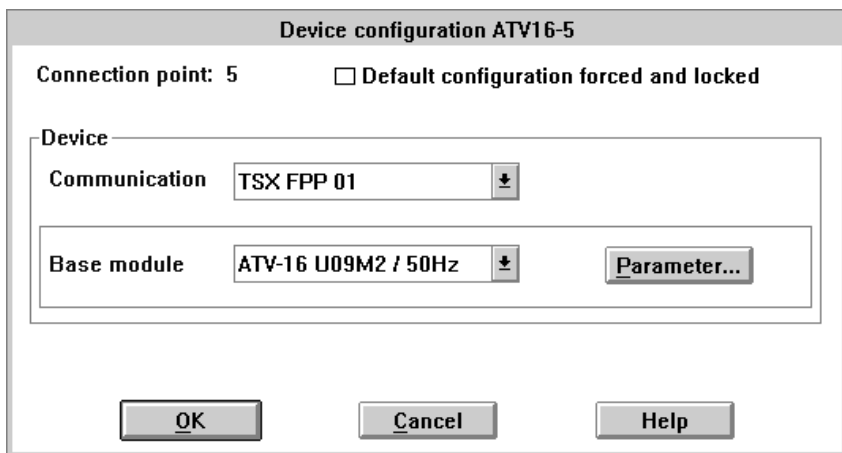 Device configuration ATV16-5
Connection point: 5
Default configuration forced and locked
Device
Communication
TSX FPP 01
Base module
ATV-16 U09M2 / 50Hz
Parameter...
OK
Cancel
Help